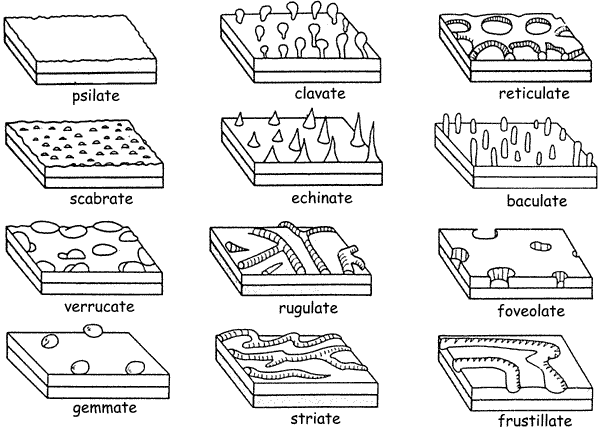 psilate
clavate
reticulate
scabrate
echinate
baculate
verrucate
rugulate
foveolate
gemmate
striate
frustillate